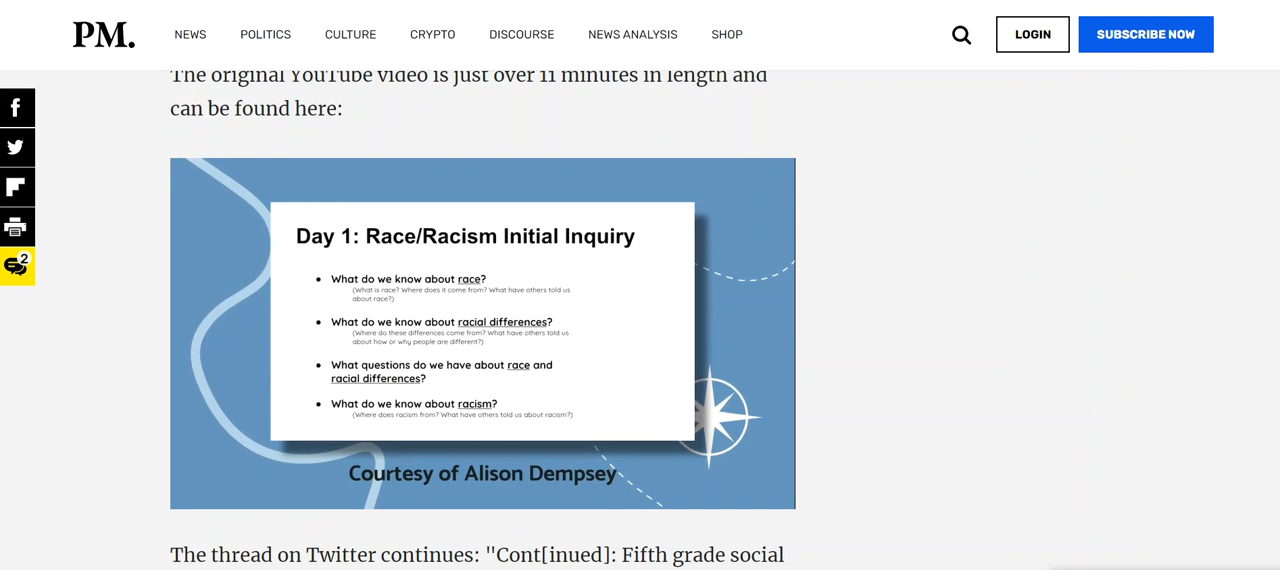 PM.
NEWS
POLITICS
CULTURE
CRYPTO
DISCOURSE
NEWS ANALYSIS
SHOP
LOGIN
SUBSCRIBE NOW
The original YouTube video is just over 11 minutes in length and
can be found here:
2
Day 1: Race/Racism Initial Inquiry
• What do we know about race?
(What is race? Where does it come from? What have others told us
about race?)
• What do we know about racial differences?
(Where do these differences come from? What have others told us
about how or why people are different?)
• What questions do we have about race and
racial differences?
• What do we know about racism?
(Where does racism from? What have others told us about racism?)
Courtesy of Alison Dempsey
The thread on Twitter continues: "Cont[inued]: Fifth grade social